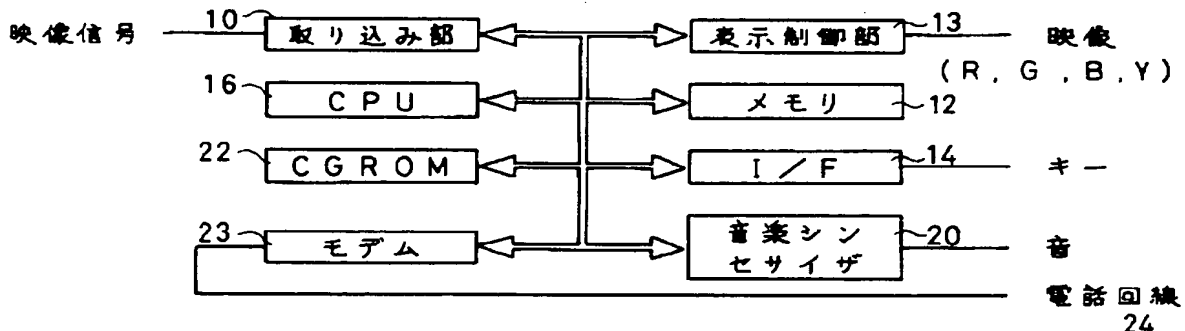 映像信号 10 取り込み部 表示制御部 13 映像
(R, G, B, Y)
16 CPU メモリ 12
22 CGROM I/F 14 キー
23 モデム 音楽シン
セサイザ 20 音
電話回線
24